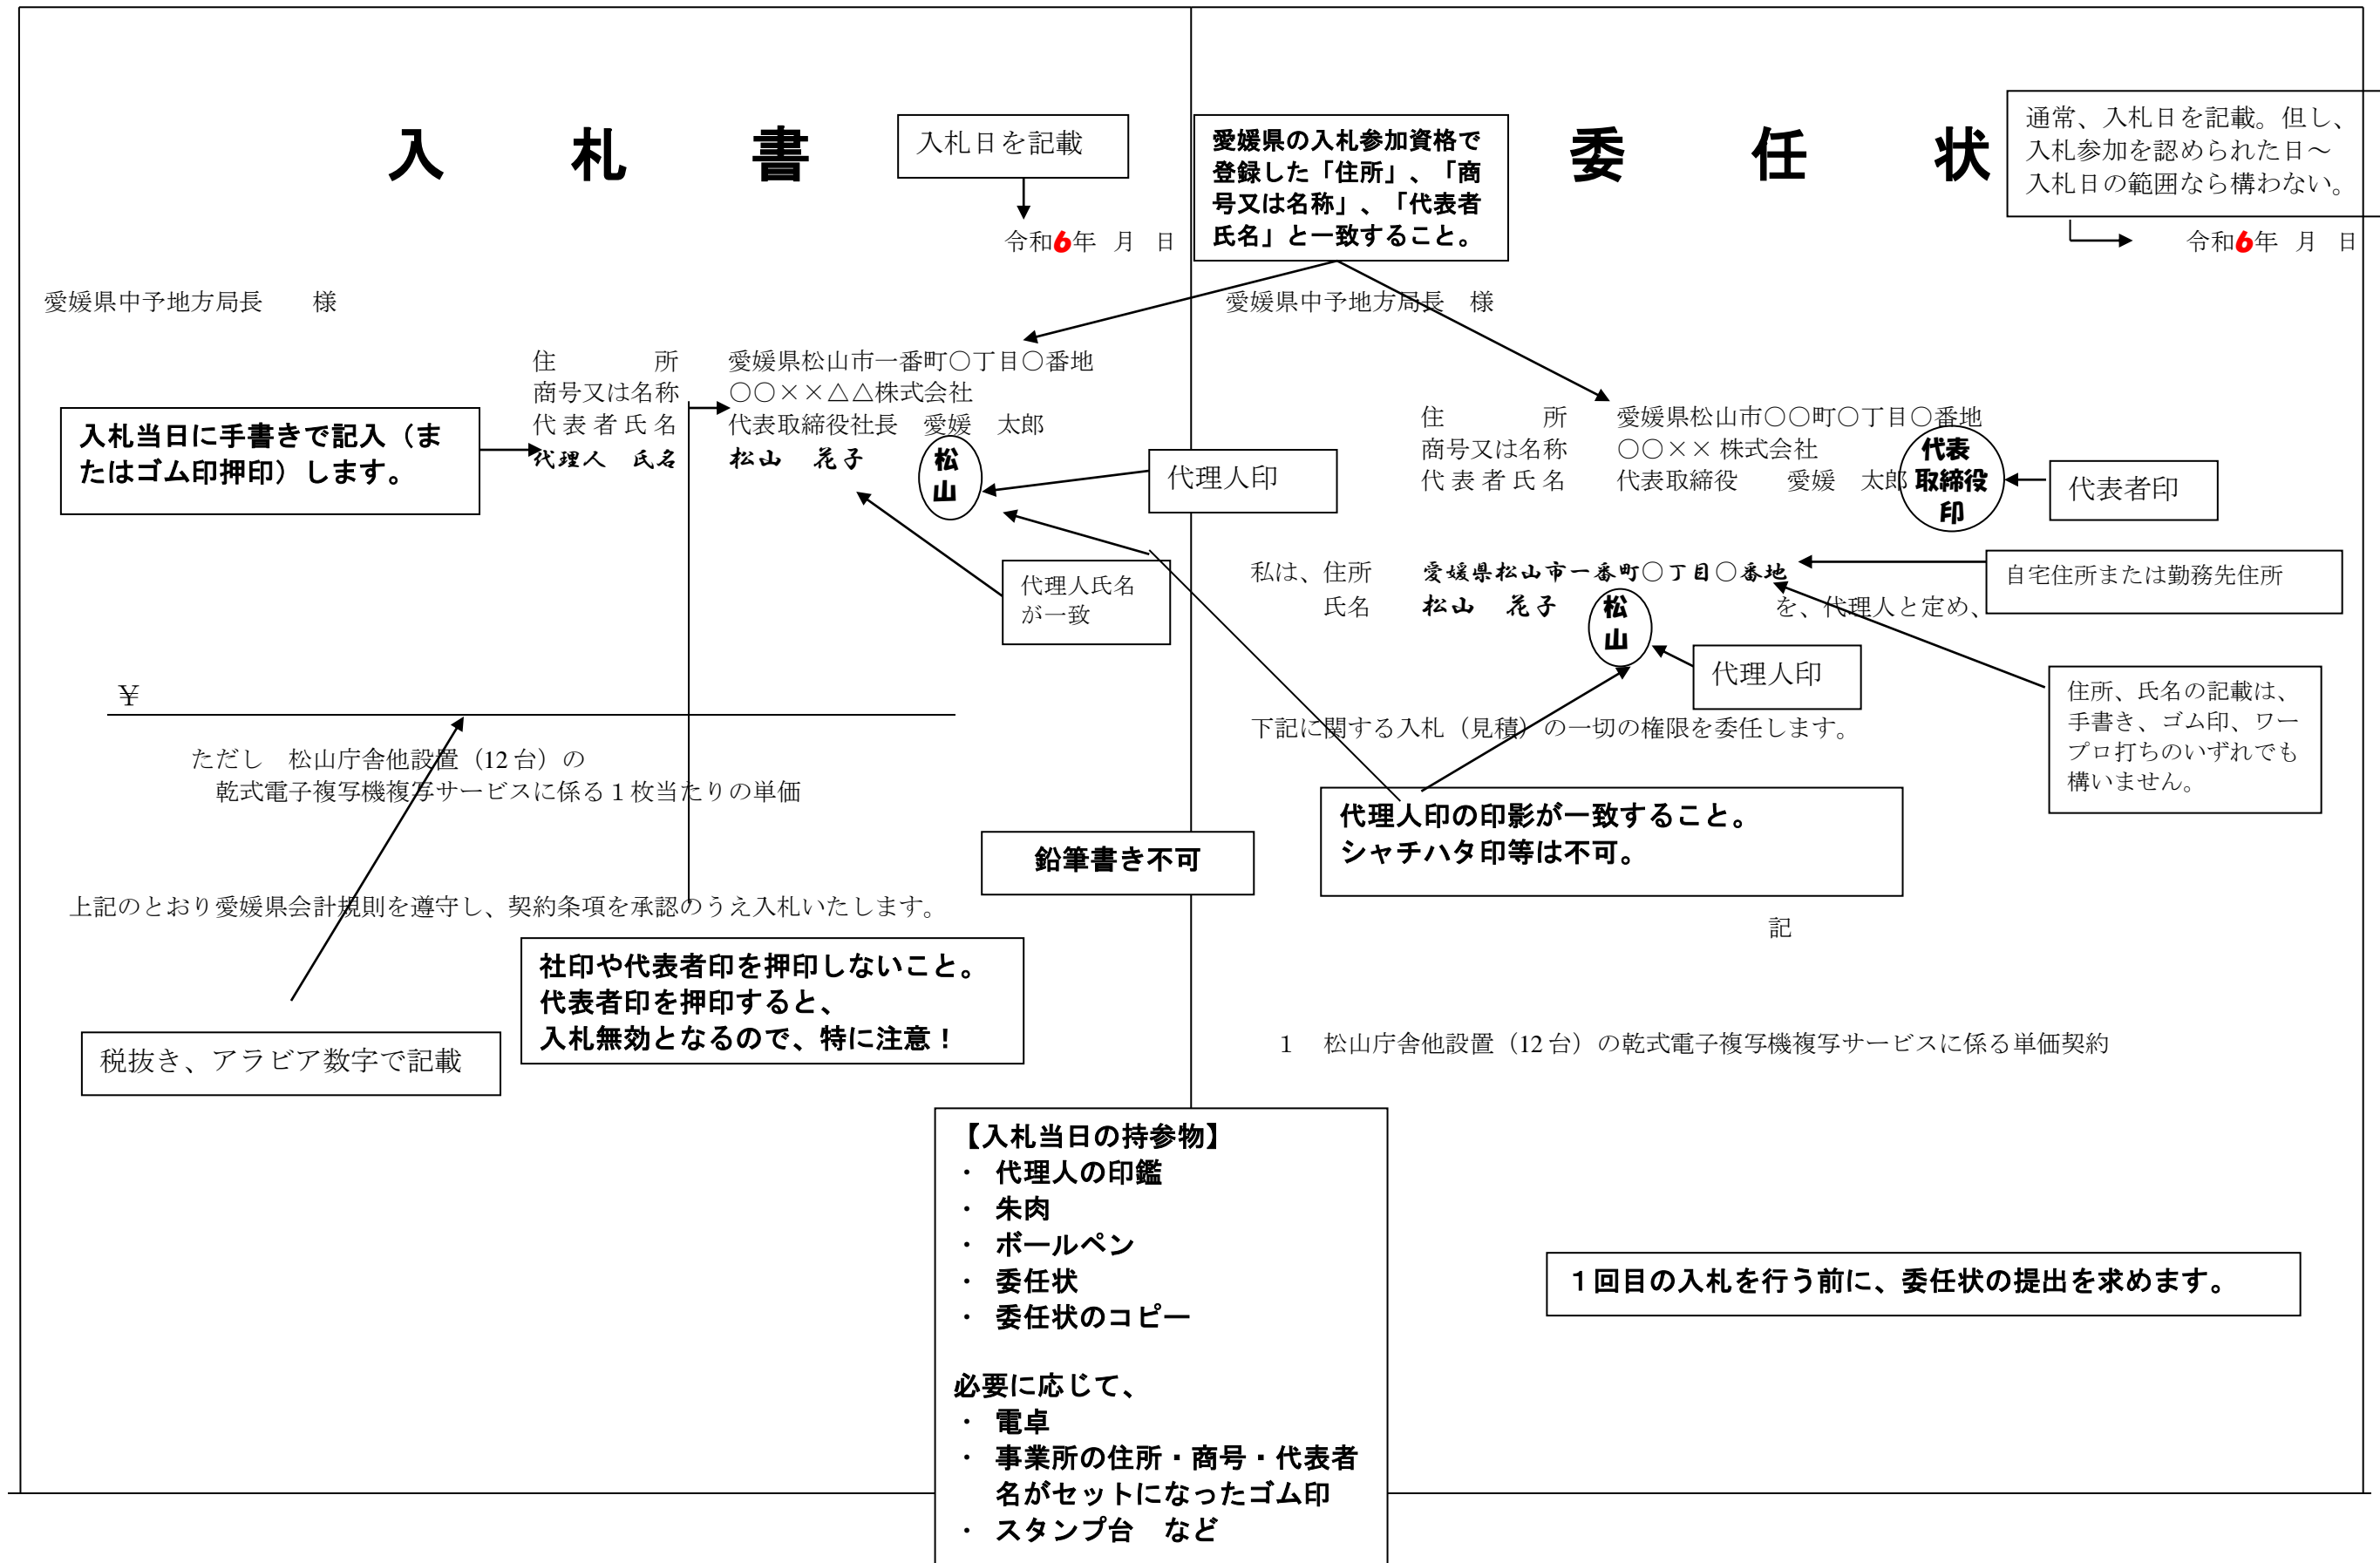 入札書
入札日を記載
令和6年 月 日
愛媛県中予地方局長 様
住所 愛媛県松山市一番町○丁目○番地
商号又は名称 ○○××△△株式会社
代表者氏名 代表取締役社長 愛媛 太郎
代理人 氏名 松山 花子
松
山
入札当日に手書きで記入（ま
たはゴム印押印）します。
代理人印
代理人氏名
が一致
¥
ただし 松山庁舎他設置（12台）の
乾式電子複写機複写サービスに係る１枚当たりの単価
上記のとおり愛媛県会計規則を遵守し、契約条項を承認のうえ入札いたします。
税抜き、アラビア数字で記載
社印や代表者印を押印しないこと。
代表者印を押印すると、
入札無効となるので、特に注意！
鉛筆書き不可
愛媛県の入札参加資格で
登録した「住所」、「商
号又は名称」、「代表者
氏名」と一致すること。
委任状
通常、入札日を記載。但し、
入札参加を認められた日～
入札日の範囲なら構わない。
令和6年 月 日
愛媛県中予地方局長 様
住所 愛媛県松山市○○町○丁目○番地
商号又は名称 ○○×× 株式会社
代表者氏名 代表取締役 愛媛 太郎
代表
取締役
印
代表者印
私は、住所 愛媛県松山市一番町○丁目○番地
氏名 松山 花子 を、代理人と定め、
松
山
自宅住所または勤務先住所
代理人印
住所、氏名の記載は、
手書き、ゴム印、ワー
プロ打ちのいずれでも
構いません。
下記に関する入札（見積）の一切の権限を委任します。
代理人印の印影が一致すること。
シャチハタ印等は不可。
記
１ 松山庁舎他設置（12台）の乾式電子複写機複写サービスに係る単価契約
１回目の入札を行う前に、委任状の提出を求めます。
【入札当日の持参物】
・ 代理人の印鑑
・ 朱肉
・ ボールペン
・ 委任状
・ 委任状のコピー
必要に応じて、
・ 電卓
・ 事業所の住所・商号・代表者
名がセットになったゴム印
・ スタンプ台 など